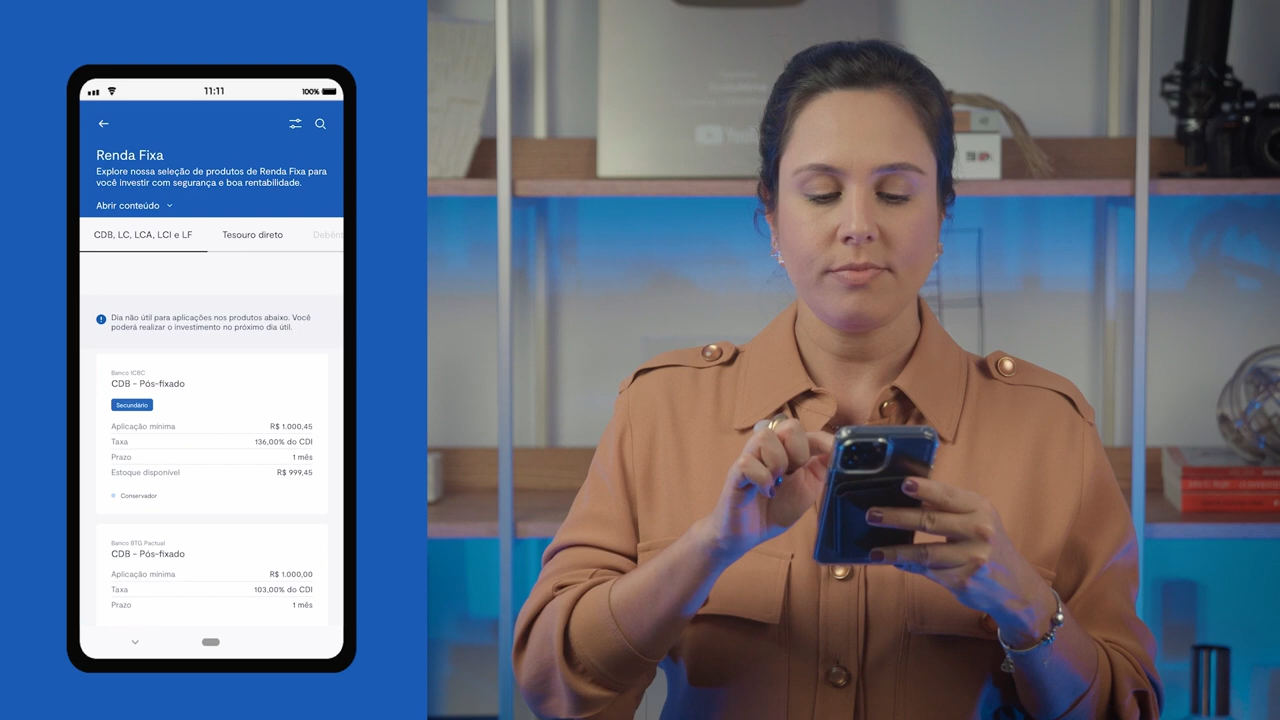 11:11
100%
Renda Fixa
Explore nossa seleção de produtos de Renda Fixa para
você investir com segurança e boa rentabilidade.
Abrir conteúdo
CDB, LC, LCA, LCI e LF Tesouro direto Debênt
Dia não útil para aplicações nos produtos abaixo. Você
poderá realizar o investimento no próximo dia útil.
Banco ICBC
CDB - Pós-fixado
Secundário
Aplicação mínima R$ 1.000,45
Taxa 136,00% do CDI
Prazo 1 mês
Estoque disponível R$ 999,45
Conservador
Banco BTG Pactual
CDB - Pós-fixado
Aplicação mínima R$ 1.000,00
Taxa 103,00% do CDI
Prazo 1 mês
YouTube